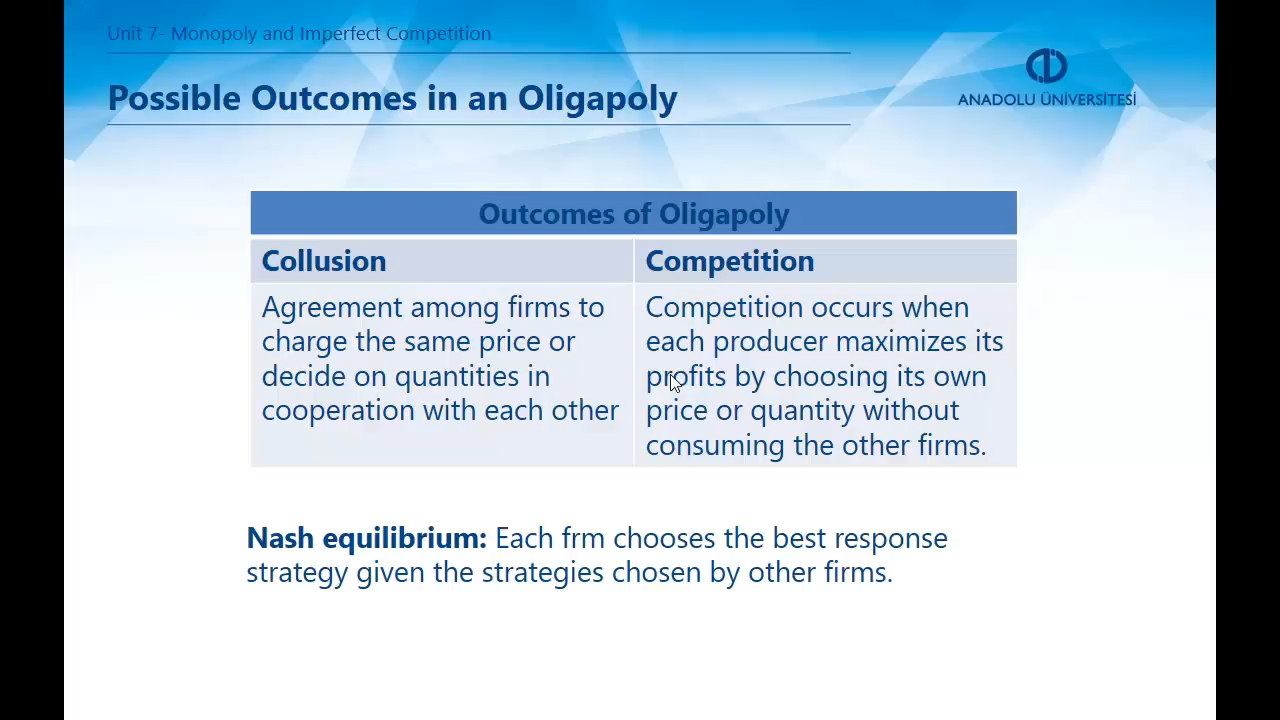 Unit 7- Monopoly and Imperfect Competition
Possible Outcomes in an Oligapoly
ANADOLU ÜNİVERSİTESİ
Outcomes of Oligapoly
Collusion
Agreement among firms to
charge the same price or
decide on quantities in
cooperation with each other
Competition
Competition occurs when
each producer maximizes its
profits by choosing its own
price or quantity without
consuming the other firms.
Nash equilibrium: Each frm chooses the best response
strategy given the strategies chosen by other firms.